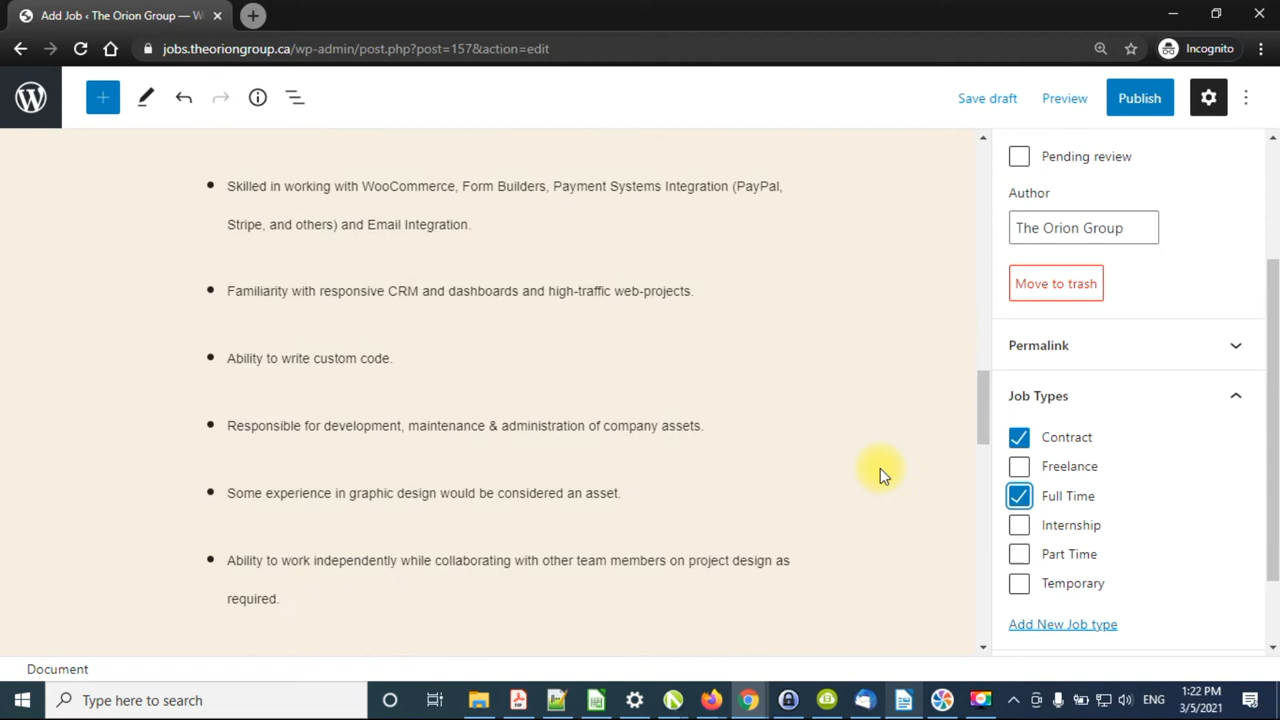 Add Job ‹ The Orion Group — W
jobs.theoriongroup.ca/wp-admin/post.php?post=157&action=edit
Incognito
Save draft
Preview
Publish
Skilled in working with WooCommerce, Form Builders, Payment Systems Integration (PayPal,
Stripe, and others) and Email Integration.
Familiarity with responsive CRM and dashboards and high-traffic web-projects.
Ability to write custom code.
Responsible for development, maintenance & administration of company assets.
Some experience in graphic design would be considered an asset.
Ability to work independently while collaborating with other team members on project design as
required.
Pending review
Author
The Orion Group
Move to trash
Permalink
Job Types
Contract
Freelance
Full Time
Internship
Part Time
Temporary
Add New Job type
Document
Type here to search
ENG
1:22 PM
3/5/2021